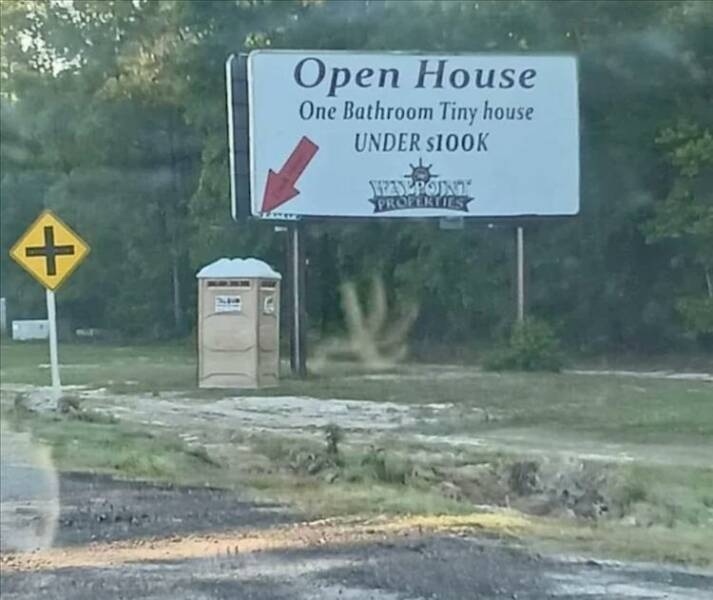 Open House
One Bathroom Tiny house
UNDER $100K
WAYPOINT
PROPERTIES